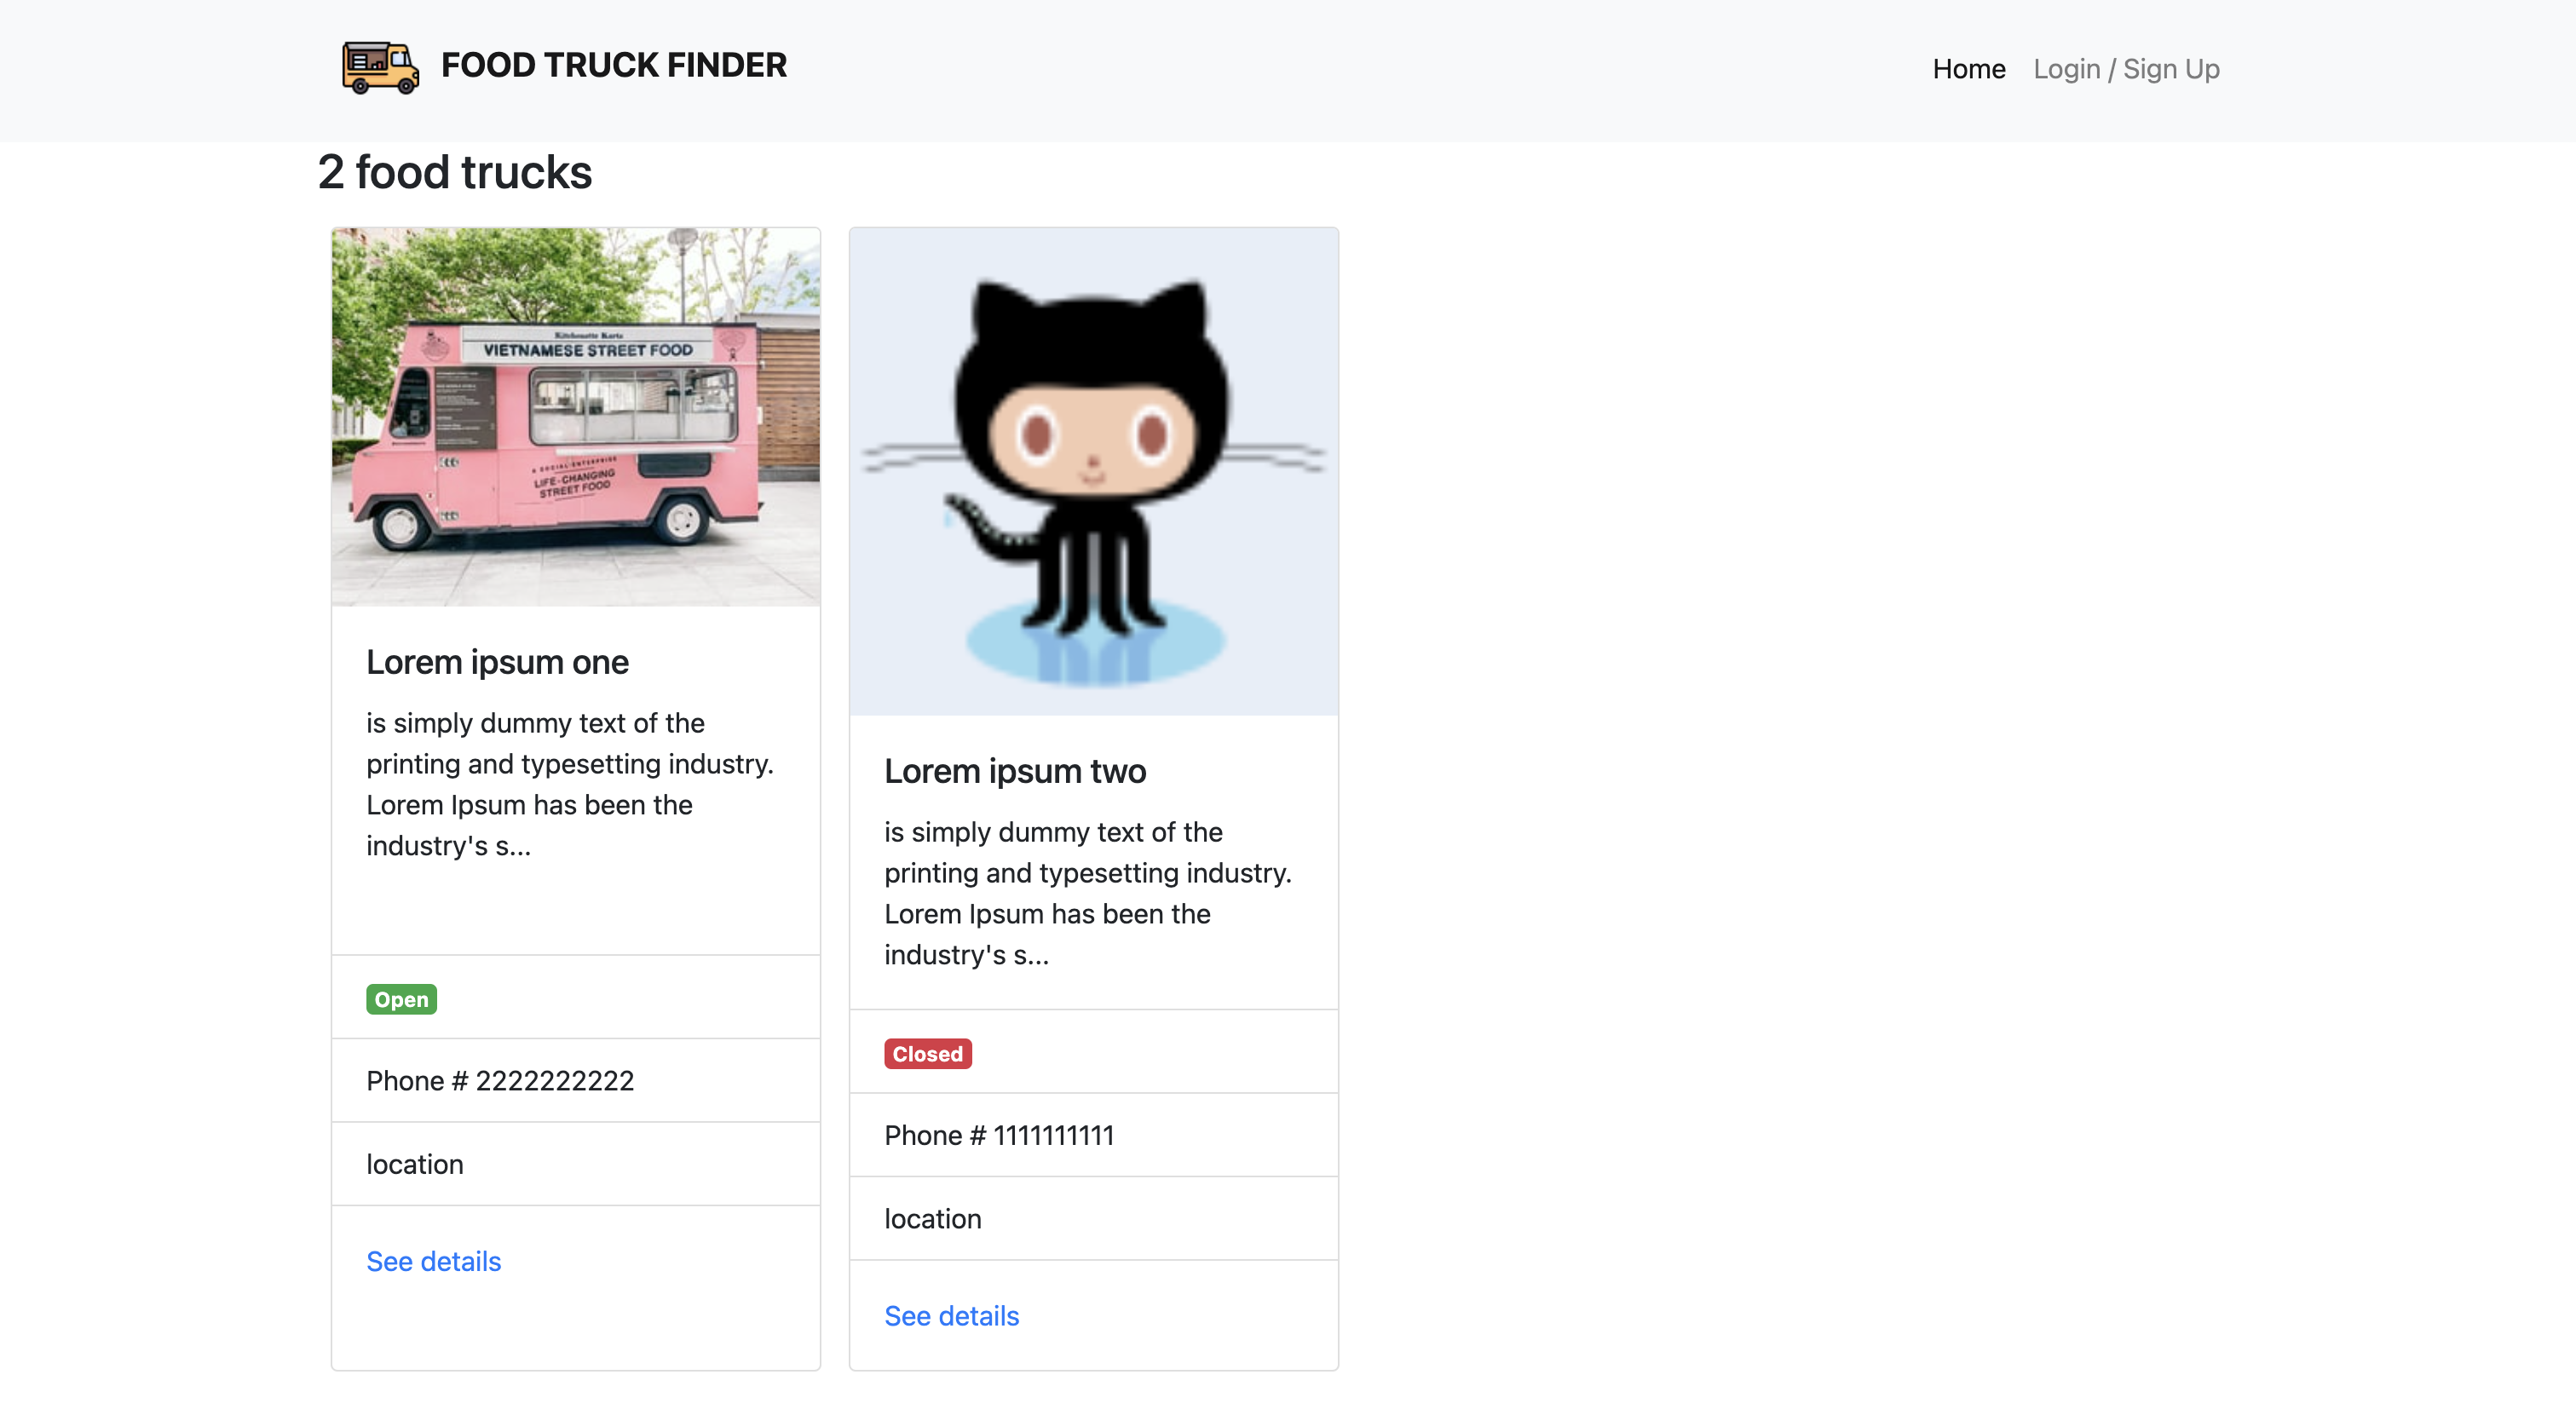 FOOD TRUCK FINDER
Home
Login / Sign Up
2 food trucks
Kitchenette Karts
VIETNAMESE STREET FOOD
A SOCIAL ENTERPRISE
LIFE-CHANGING
STREET FOOD
Lorem ipsum one
is simply dummy text of the
printing and typesetting industry.
Lorem Ipsum has been the
industry's s...
Open
Phone # 2222222222
location
See details
Lorem ipsum two
is simply dummy text of the
printing and typesetting industry.
Lorem Ipsum has been the
industry's s...
Closed
Phone # 1111111111
location
See details